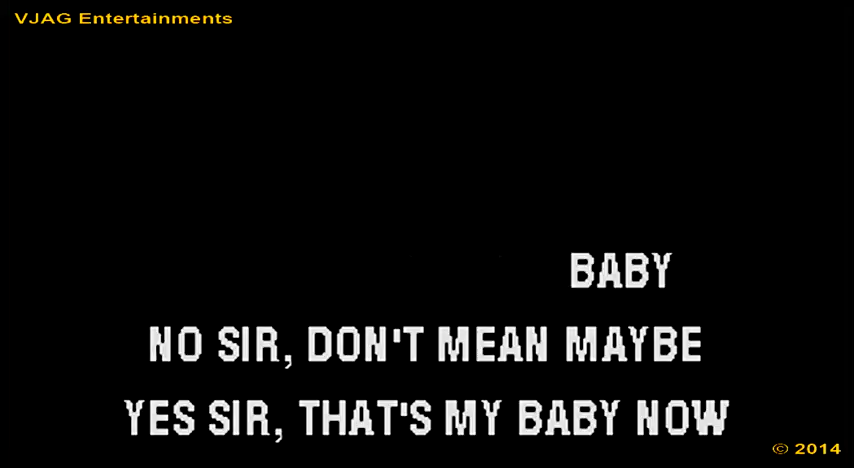 VJAG Entertainments
BABY
NO SIR, DON'T MEAN MAYBE
YES SIR, THAT'S MY BABY NOW
© 2014